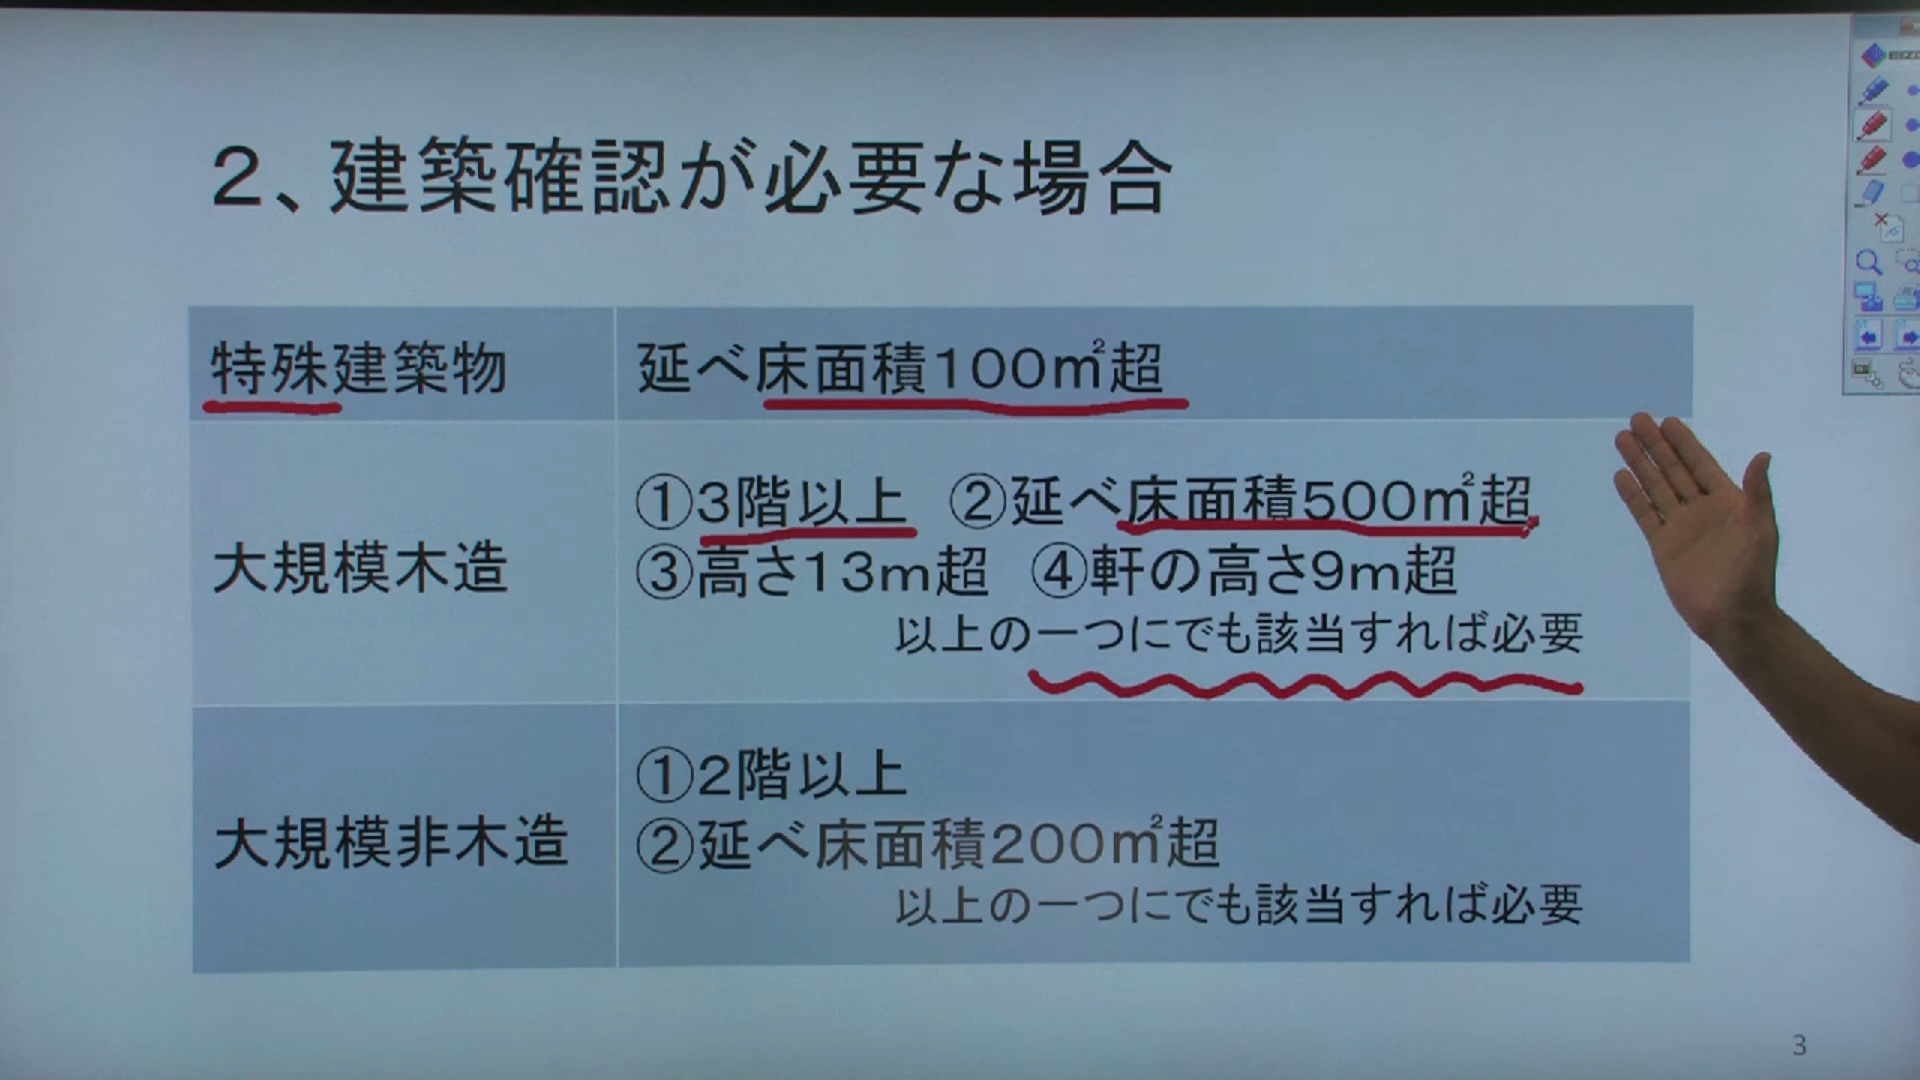 2、建築確認が必要な場合
特殊建築物
延べ床面積100㎡超
大規模木造
①3階以上 ②延べ床面積500㎡超
③高さ13m超 ④軒の高さ9m超
以上の一つにでも該当すれば必要
大規模非木造
①2階以上
②延べ床面積200㎡超
以上の一つにでも該当すれば必要
3